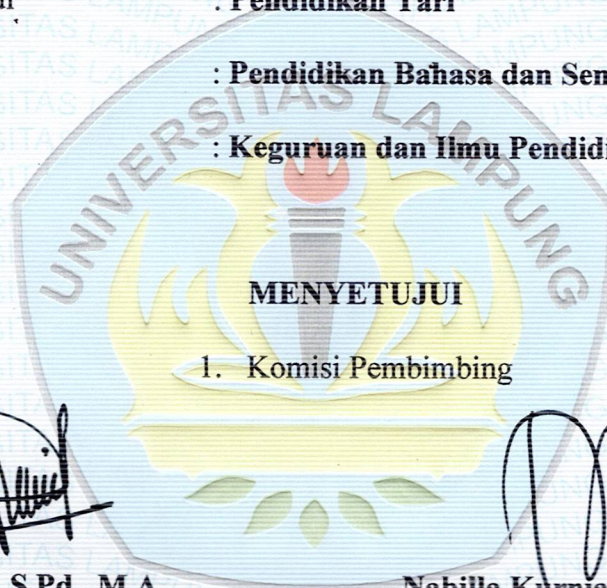 : Pendidikan Tari
: Pendidikan Bahasa dan Sen
: Keguruan dan Ilmu Pendidi
UNIVERSITAS LAMPUNG
MENYETUJUI
1. Komisi Pembimbing
S.Pd., M.A.
Nabilla Kurnia